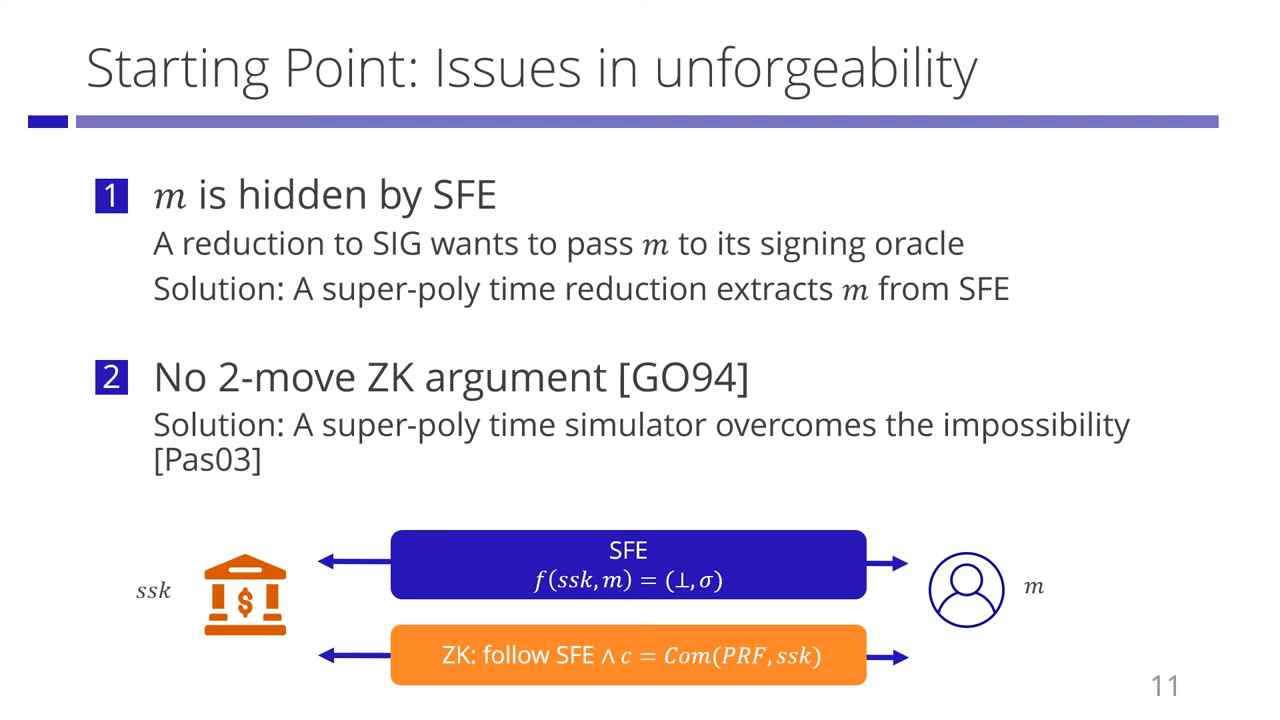 Starting Point: Issues in unforgeability
1 m is hidden by SFE
A reduction to SIG wants to pass m to its signing oracle
Solution: A super-poly time reduction extracts m from SFE
2 No 2-move ZK argument [GO94]
Solution: A super-poly time simulator overcomes the impossibility
[Pas03]
SFE
f(ssk, m) = (⊥, σ)
ssk
$
m
ZK: follow SFE ∧ c = Com(PRF, ssk)
11